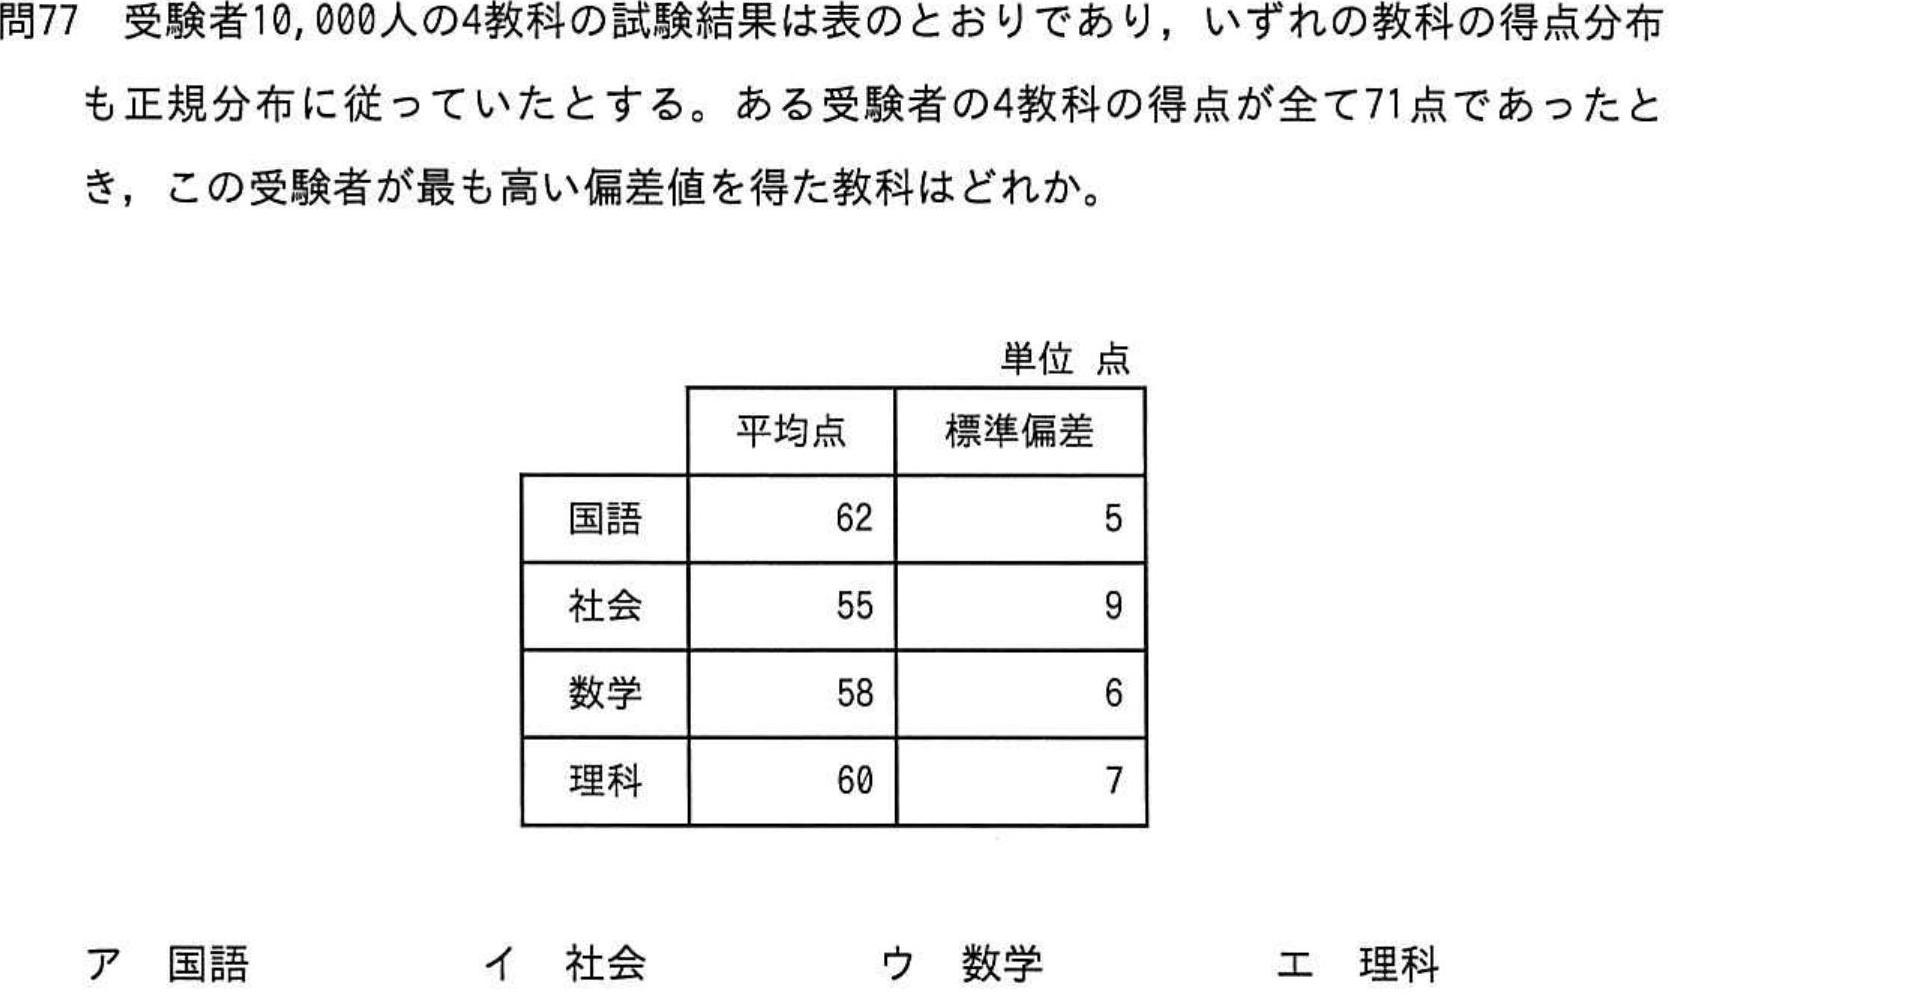 問77 受験者10,000人の4教科の試験結果は表のとおりであり，いずれの教科の得点分布
も正規分布に従っていたとする。ある受験者の4教科の得点が全て71点であったと
き，この受験者が最も高い偏差値を得た教科はどれか。
単位 点
平均点 標準偏差
国語 62 5
社会 55 9
数学 58 6
理科 60 7
ア 国語 イ 社会 ウ 数学 エ 理科